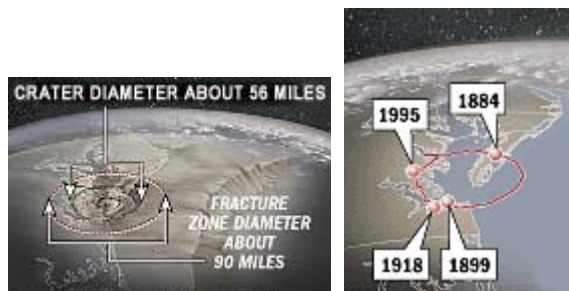 CRATER DIAMETER ABOUT 56 MILES
FRACTURE
ZONE DIAMETER
ABOUT
90 MILES
1995
1884
1918
1899